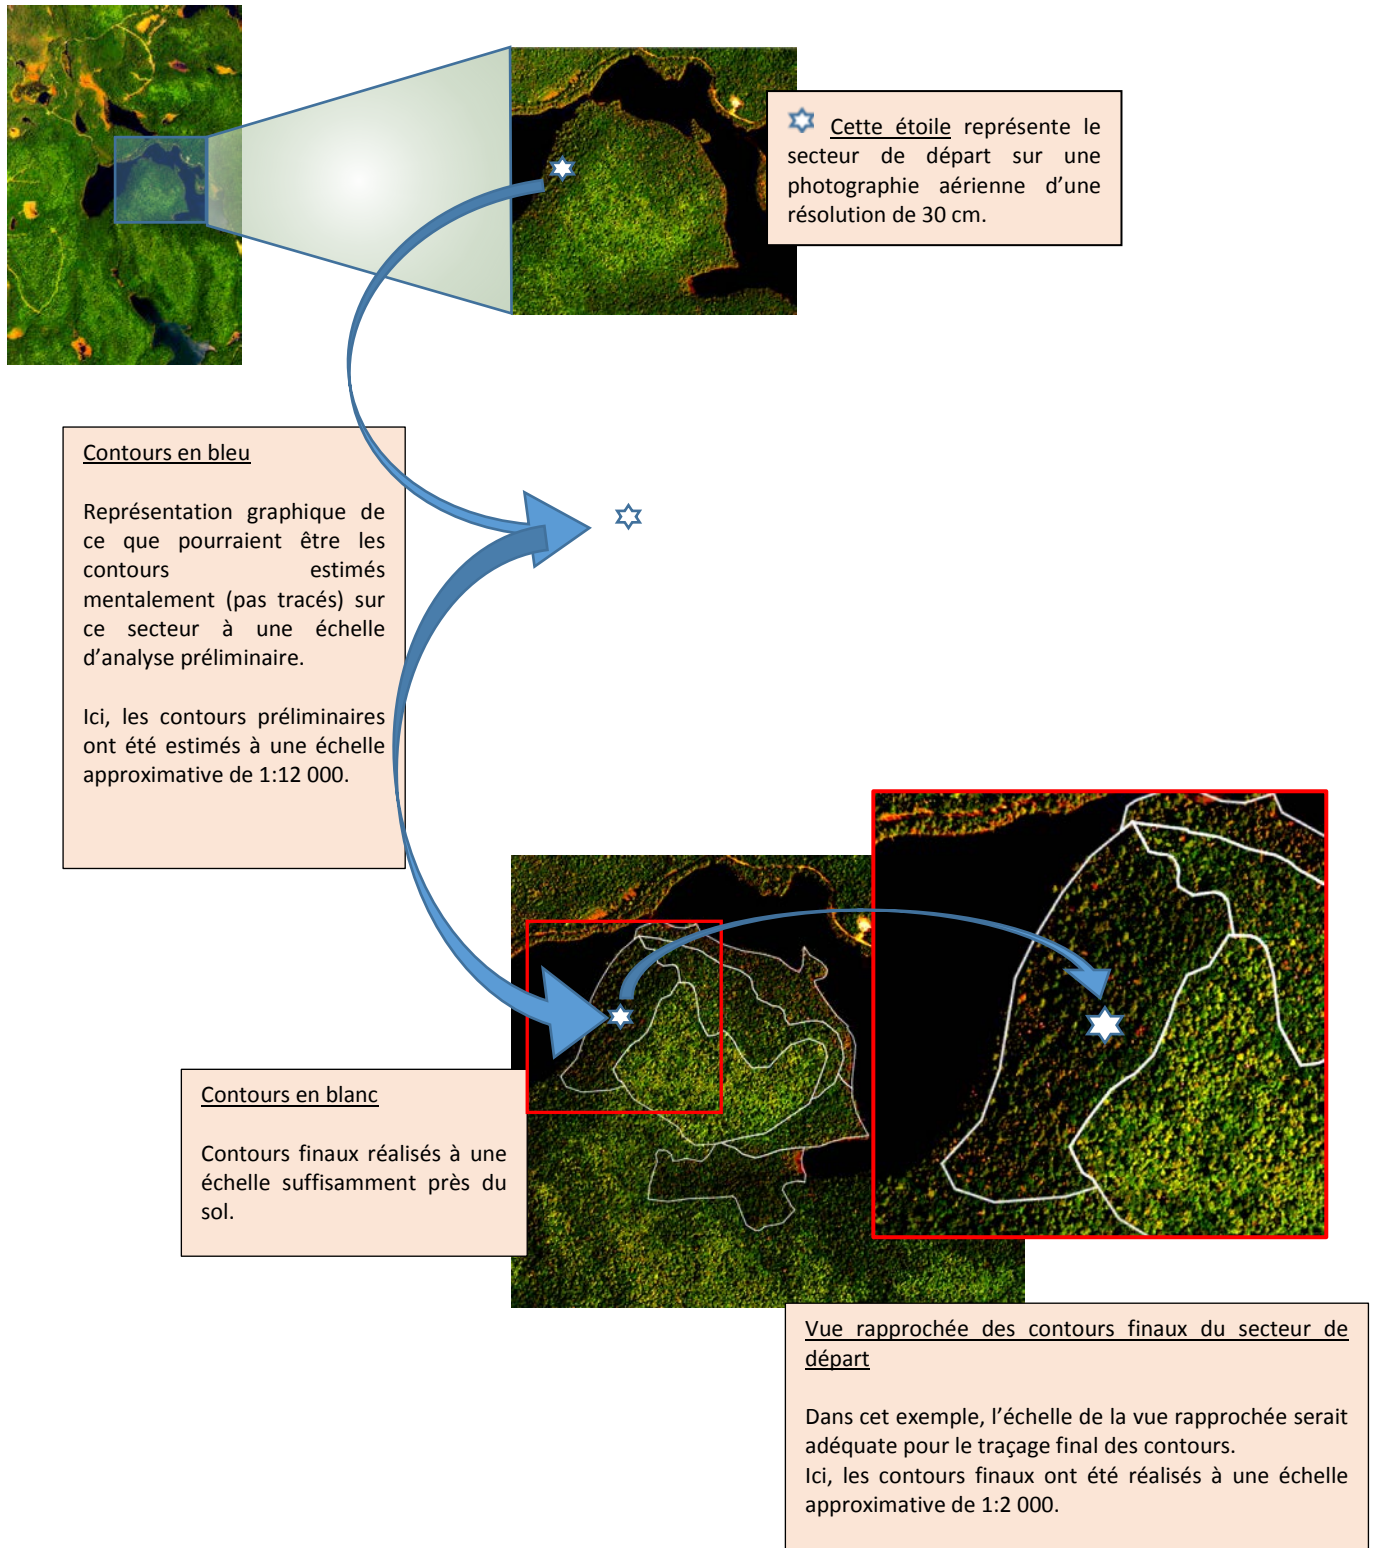 Cette étoile représente le
secteur de départ sur une
photographie aérienne d’une
résolution de 30 cm.
Contours en bleu
Représentation graphique de
ce que pourraient être les
contours estimés
mentalement (pas tracés) sur
ce secteur à une échelle
d’analyse préliminaire.
Ici, les contours préliminaires
ont été estimés à une échelle
approximative de 1:12 000.
Contours en blanc
Contours finaux réalisés à une
échelle suffisamment près du
sol.
Vue rapprochée des contours finaux du secteur de
départ
Dans cet exemple, l’échelle de la vue rapprochée serait
adéquate pour le traçage final des contours.
Ici, les contours finaux ont été réalisés à une échelle
approximative de 1:2 000.